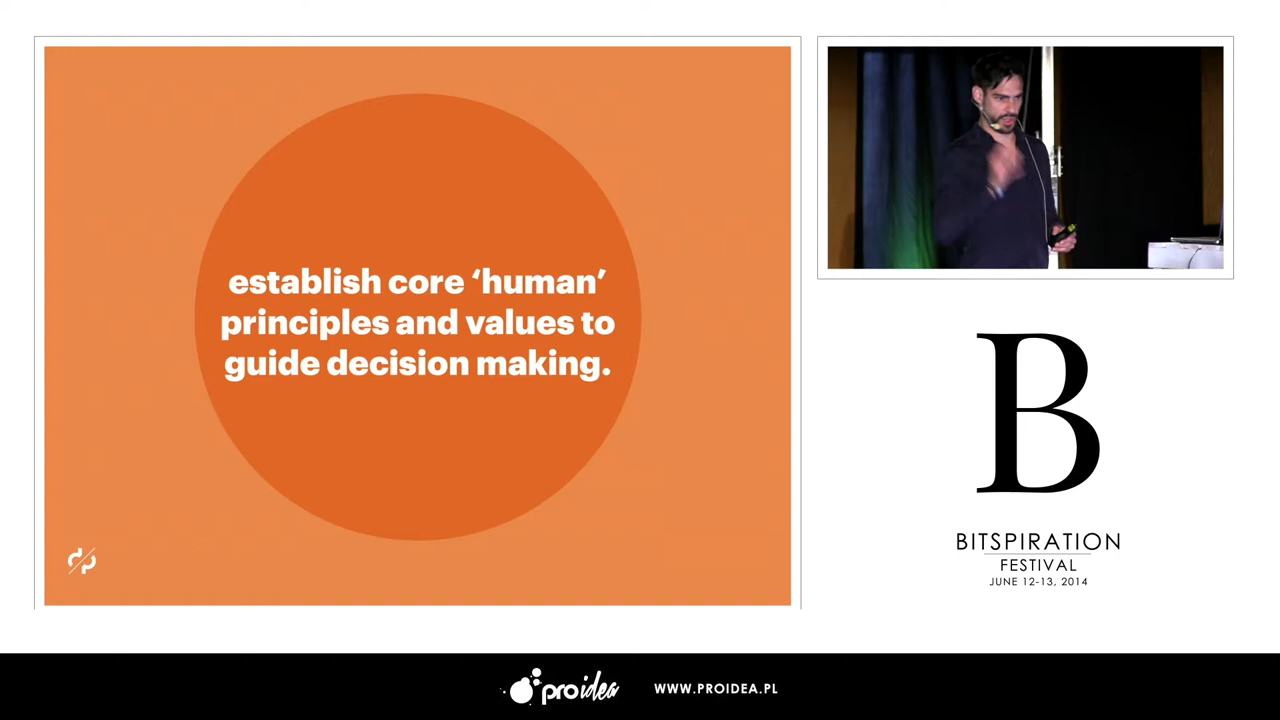 establish core ‘human’
principles and values to
guide decision making.
B
BITSPIRATION
FESTIVAL
JUNE 12-13, 2014
proidea
WWW.PROIDEA.PL